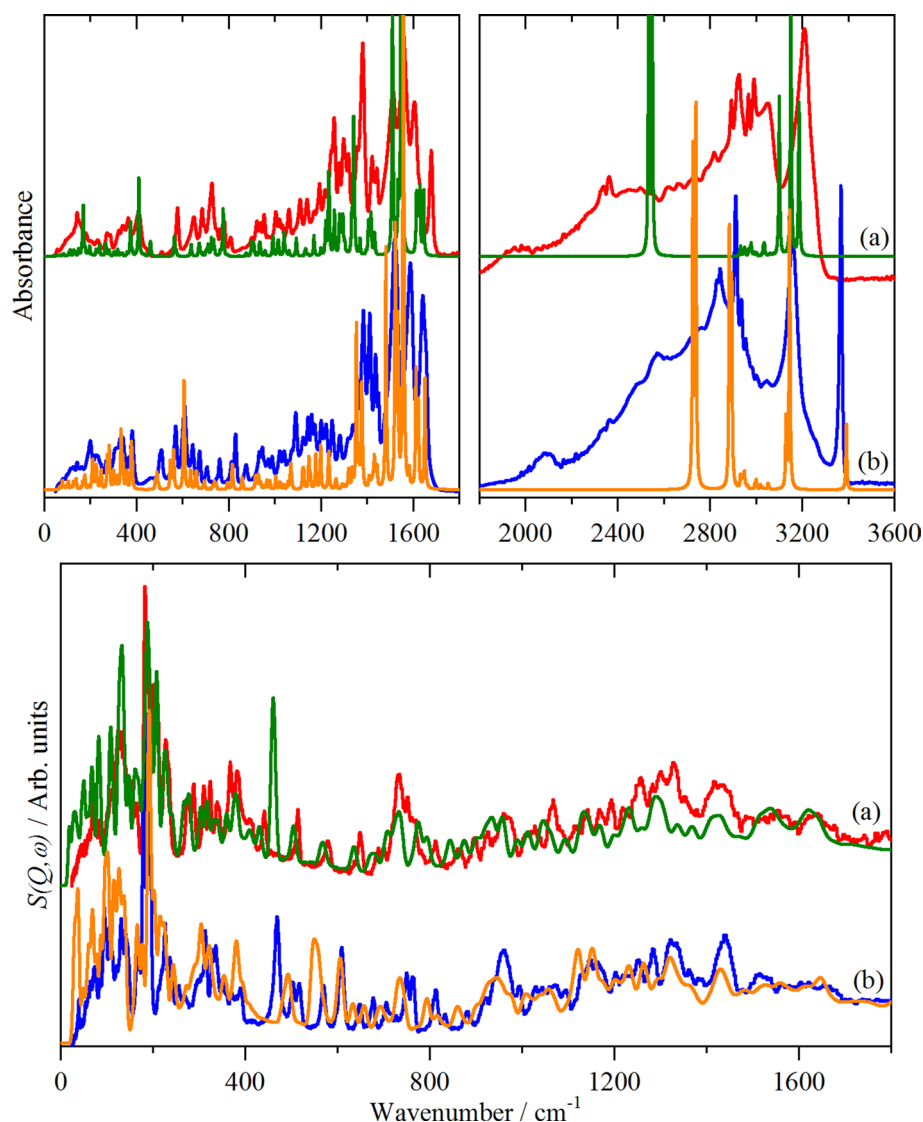 Absorbance
(a)
(b)
0 400 800 1200 1600 2000 2400 2800 3200 3600
S(Q,ω) / Arb. units
(a)
(b)
0 400 800 1200 1600
Wavenumber / cm-1